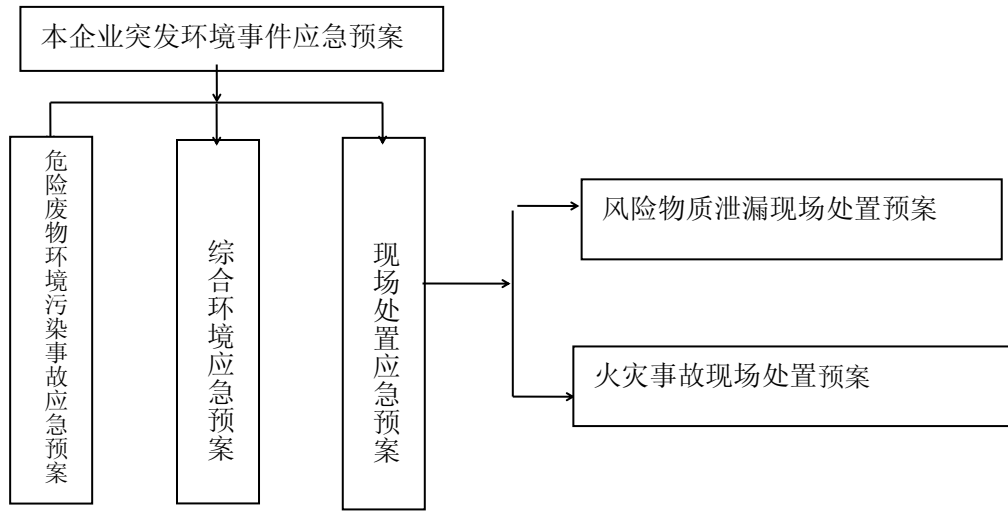 本企业突发环境事件应急预案
危险废物环境污染事故应急预案
综合环境应急预案
现场处置应急预案
风险物质泄漏现场处置预案
火灾事故现场处置预案